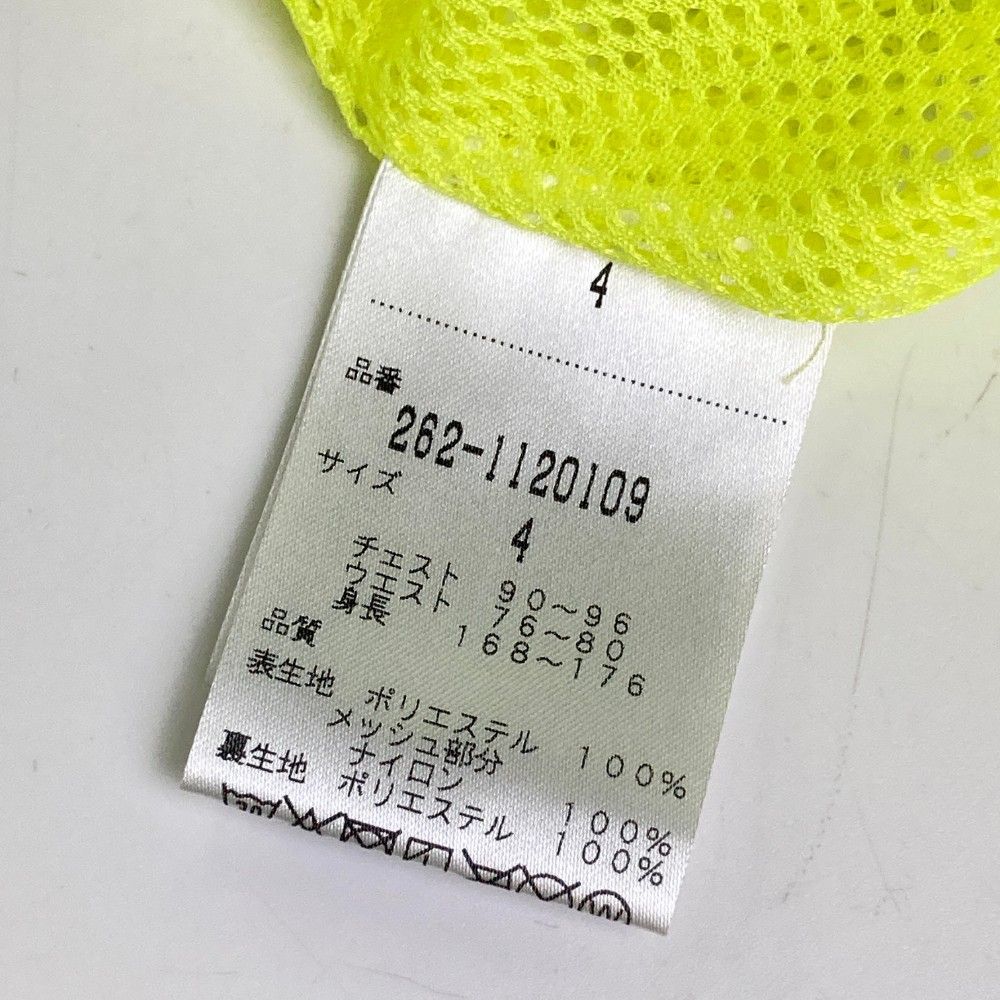 4
品番
262-1120109
サイズ
4
チェスト 90～96
ウエスト 76～80
身長 168～176
品質
表生地 ポリエステル 100%
メッシュ部分
ナイロン 100%
裏生地 ポリエステル 100%